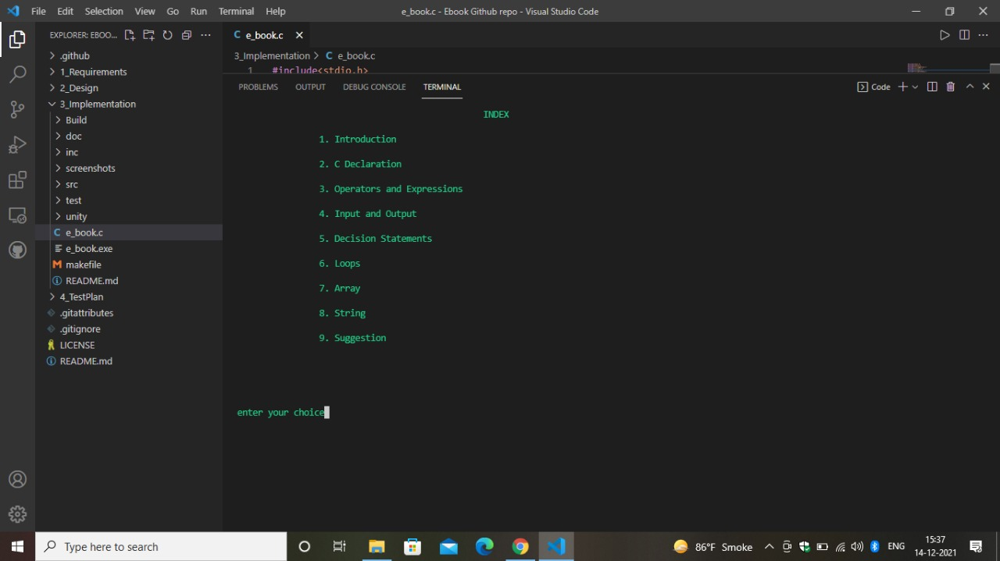 File Edit Selection View Go Run Terminal Help e_book.c - Ebook Github repo - Visual Studio Code
EXPLORER: EBOO...
.github
1_Requirements
2_Design
3_Implementation
Build
doc
inc
screenshots
src
test
unity
e_book.c
e_book.exe
makefile
README.md
4_TestPlan
.gitattributes
.gitignore
LICENSE
README.md
e_book.c
3_Implementation > e_book.c
1 #include<stdio.h>
PROBLEMS OUTPUT DEBUG CONSOLE TERMINAL Code
INDEX
1. Introduction
2. C Declaration
3. Operators and Expressions
4. Input and Output
5. Decision Statements
6. Loops
7. Array
8. String
9. Suggestion
enter your choice
Type here to search
86°F Smoke
ENG
15:37
14-12-2021